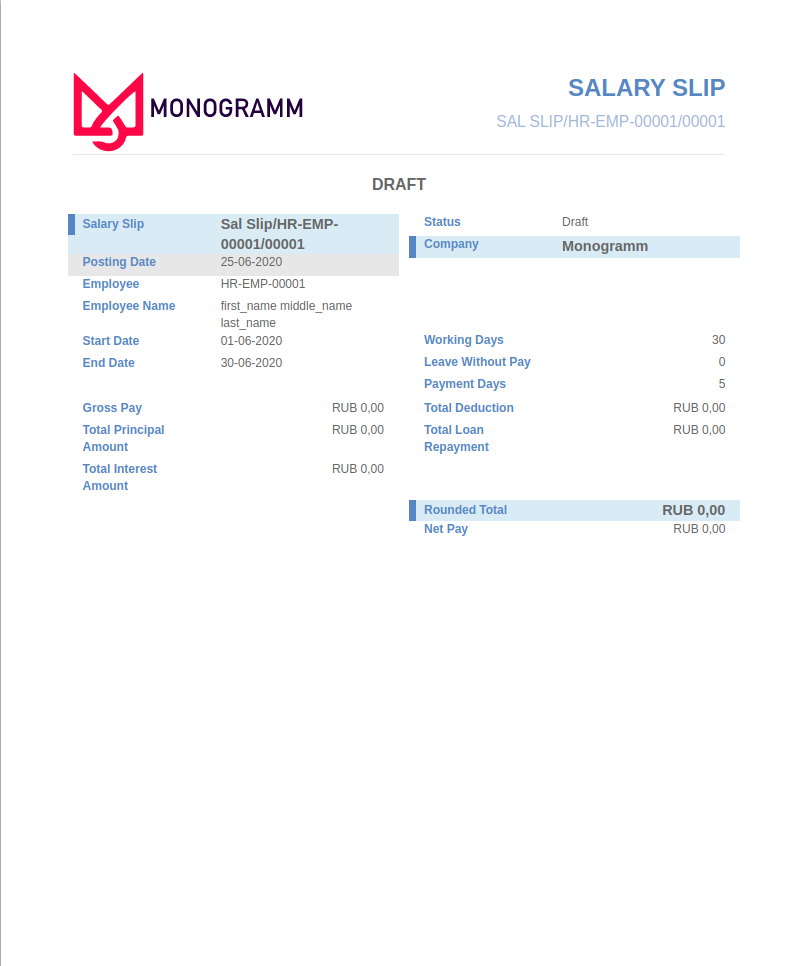 MONOGRAMM
SALARY SLIP
SAL SLIP/HR-EMP-00001/00001
DRAFT
Salary Slip
Sal Slip/HR-EMP-
00001/00001
Posting Date
25-06-2020
Employee
HR-EMP-00001
Employee Name
first_name middle_name
last_name
Start Date
01-06-2020
End Date
30-06-2020
Status
Draft
Company
Monogramm
Working Days
30
Leave Without Pay
0
Payment Days
5
Gross Pay
RUB 0,00
Total Principal
Amount
RUB 0,00
Total Interest
Amount
RUB 0,00
Total Deduction
RUB 0,00
Total Loan
Repayment
RUB 0,00
Rounded Total
RUB 0,00
Net Pay
RUB 0,00